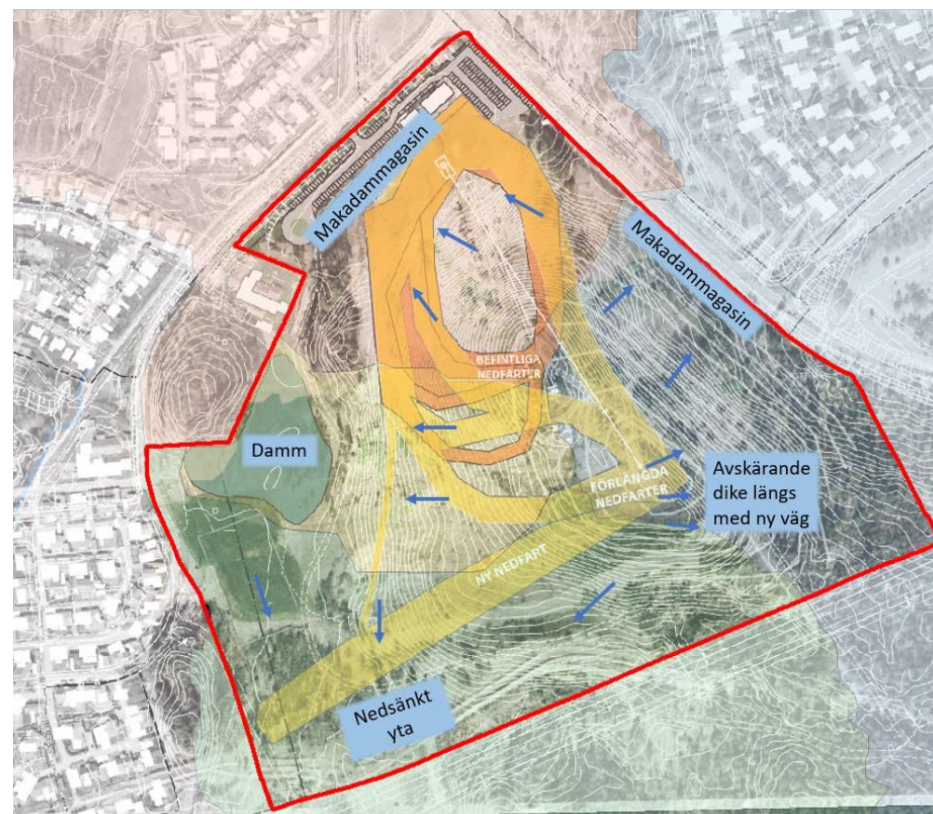 Makadammagasin
Makadammagasin
BEFINTLIGA
NEDFARTER
Damm
FÖRLÄNGDA
NEDFARTER
Avskärande
dike längs
med ny väg
NY NEDFART
Nedsänkt
yta